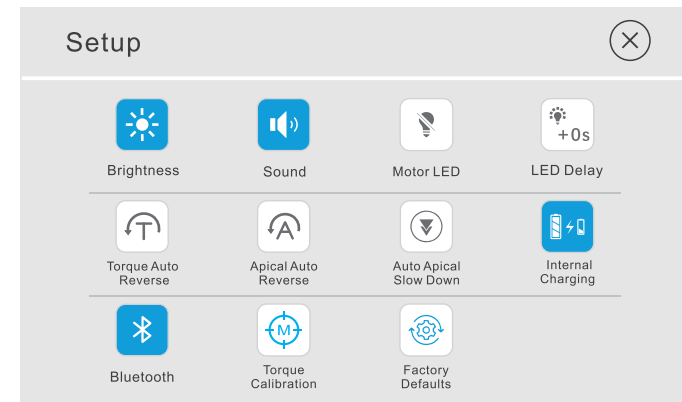 Setup
Brightness
Sound
Motor LED
+0s
LED Delay
T
Torque Auto
Reverse
A
Apical Auto
Reverse
Auto Apical
Slow Down
Internal
Charging
Bluetooth
M
Torque
Calibration
Factory
Defaults